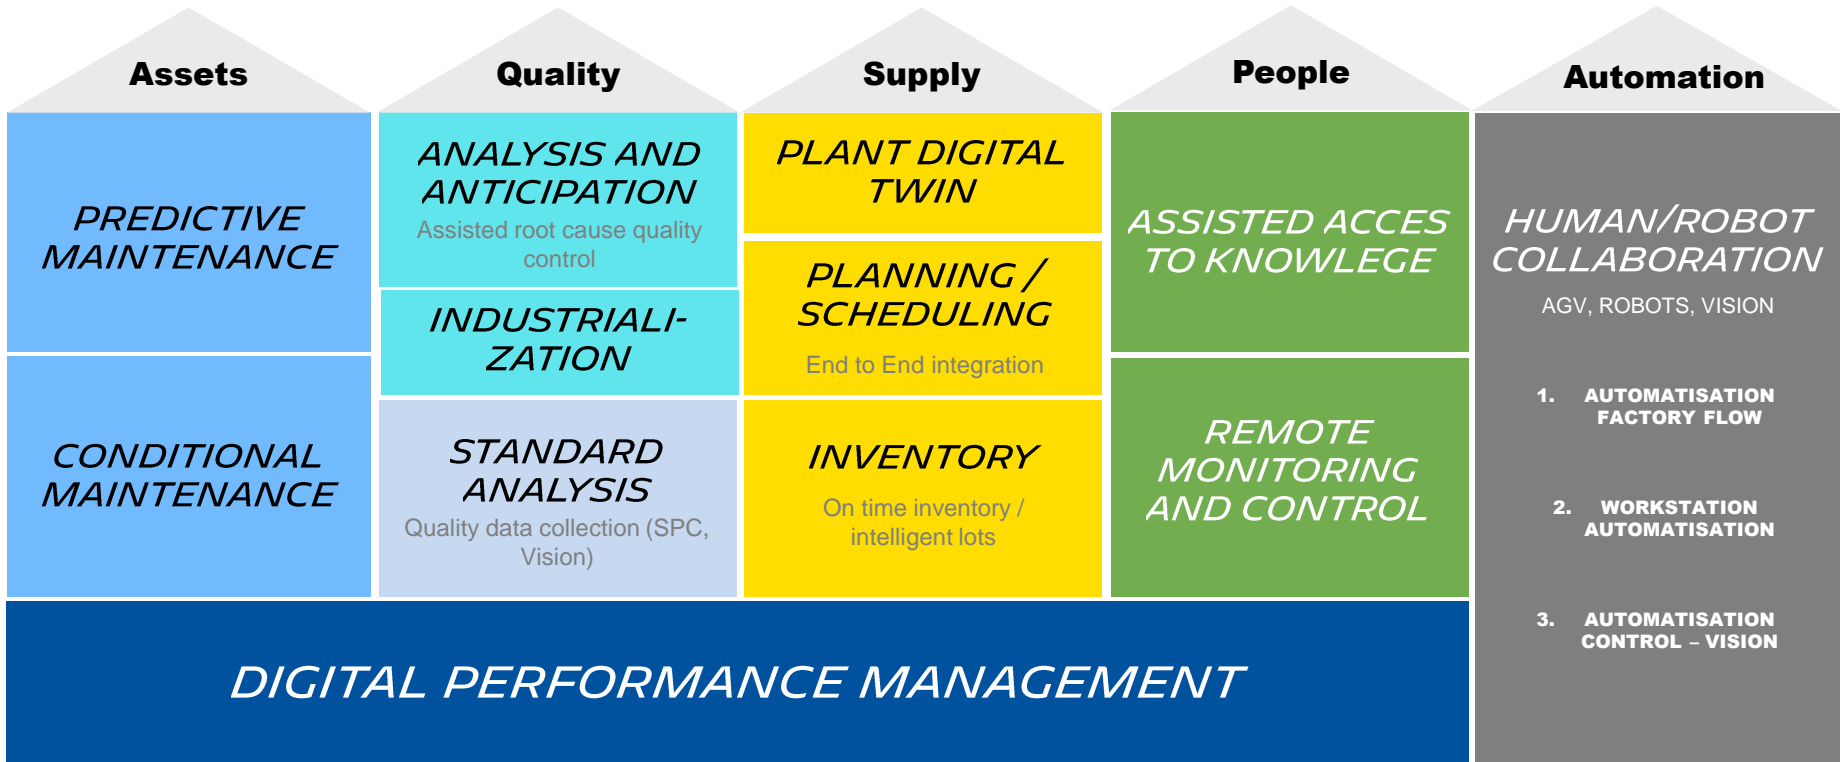 Assets
Quality
Supply
People
Automation
PREDICTIVE
MAINTENANCE
CONDITIONAL
MAINTENANCE
ANALYSIS AND
ANTICIPATION
Assisted root cause quality
control
INDUSTRIALI-
ZATION
STANDARD
ANALYSIS
Quality data collection (SPC,
Vision)
PLANT DIGITAL
TWIN
PLANNING /
SCHEDULING
End to End integration
INVENTORY
On time inventory /
intelligent lots
ASSISTED ACCES
TO KNOWLEGE
REMOTE
MONITORING
AND CONTROL
HUMAN/ROBOT
COLLABORATION
AGV, ROBOTS, VISION
1. AUTOMATISATION
FACTORY FLOW
2. WORKSTATION
AUTOMATISATION
3. AUTOMATISATION
CONTROL – VISION
DIGITAL PERFORMANCE MANAGEMENT